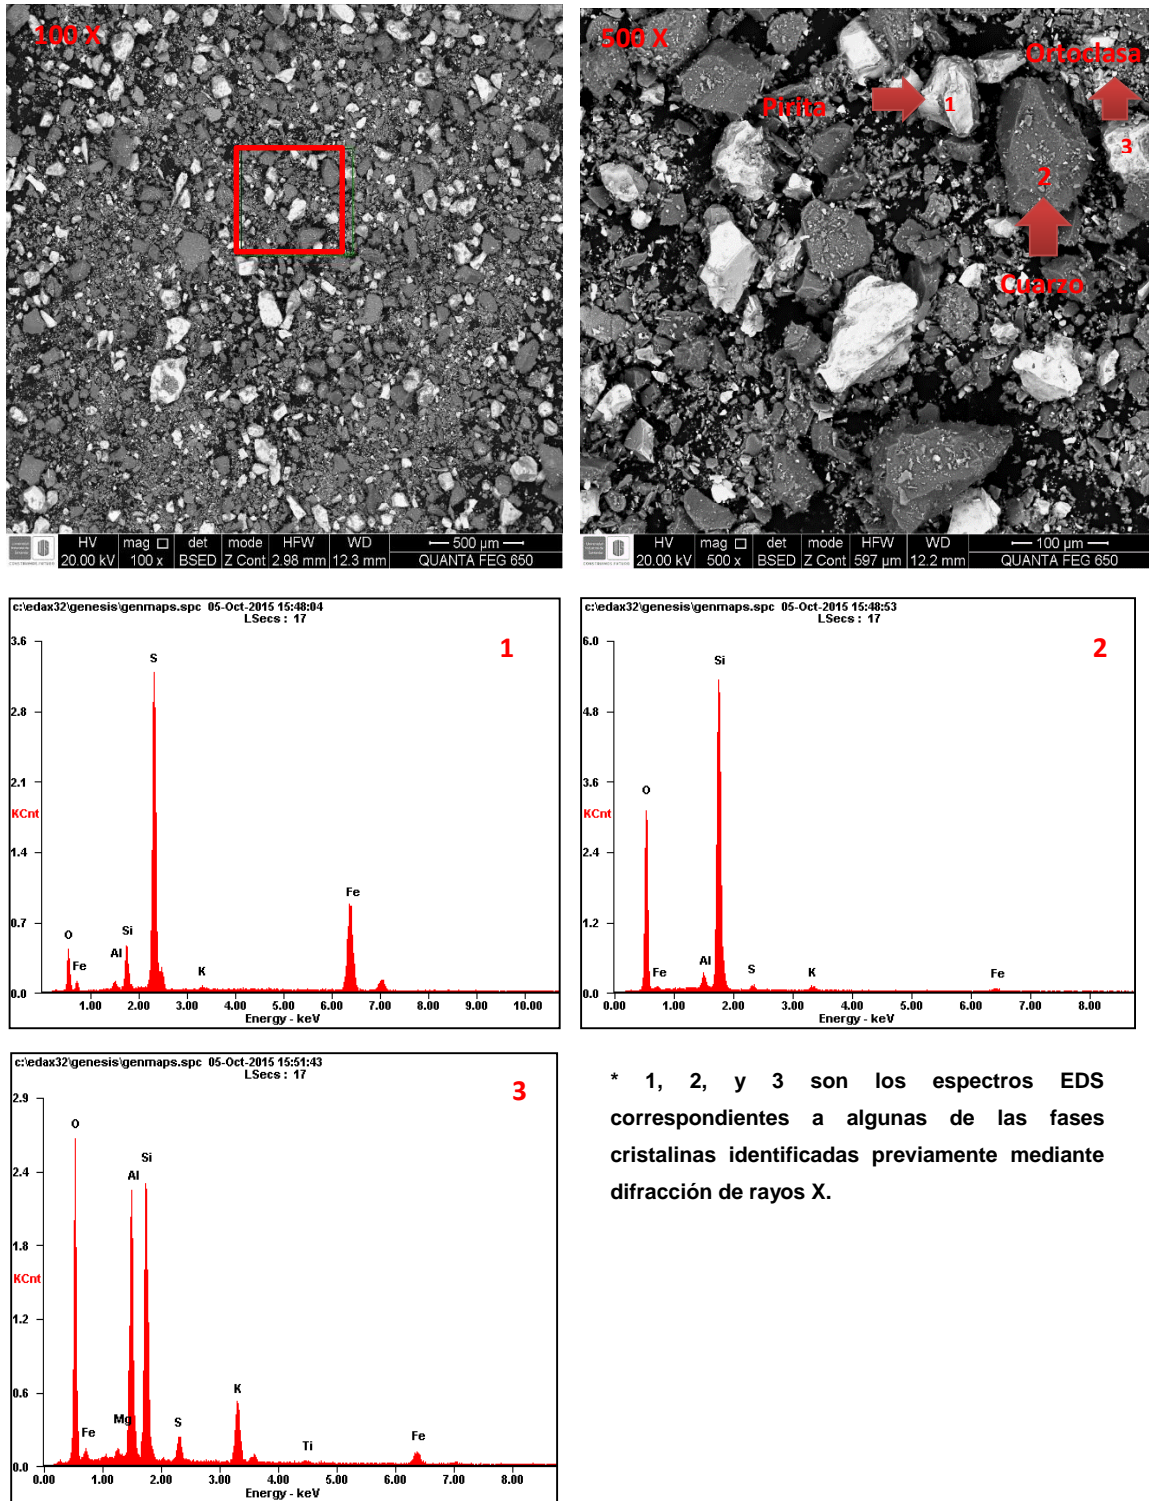 100 X
HV mag □ det mode HFW WD 500 µm
20.00 kV 100 x BSED Z Cont 2.98 mm 12.3 mm QUANTA FEG 650
500 X
Ortoclasa
Pirita
1
3
2
Cuarzo
HV mag □ det mode HFW WD 100 µm
20.00 kV 500 x BSED Z Cont 597 µm 12.2 mm QUANTA FEG 650
c:\edax32\genesis\genmaps.spc 05-Oct-2015 15:48:04
LSecs : 17
1
3.6
S
2.8
2.1
KCnt
1.4
Fe
0.7
O
Si
Al
Fe
K
0.0
1.00 2.00 3.00 4.00 5.00 6.00 7.00 8.00 9.00 10.00
Energy - keV
c:\edax32\genesis\genmaps.spc 05-Oct-2015 15:48:53
LSecs : 17
2
6.0
Si
4.8
3.6
O
KCnt
2.4
1.2
Al
Fe
S
K
Fe
0.0
0.00 1.00 2.00 3.00 4.00 5.00 6.00 7.00 8.00
Energy - keV
c:\edax32\genesis\genmaps.spc 05-Oct-2015 15:51:43
LSecs : 17
3
2.9
O
2.4
Al
Si
1.8
KCnt
1.2
K
0.6
Fe
Mg
S
Ti
Fe
0.0
0.00 1.00 2.00 3.00 4.00 5.00 6.00 7.00 8.00
Energy - keV
* 1, 2, y 3 son los espectros EDS
correspondientes a algunas de las fases
cristalinas identificadas previamente mediante
difracción de rayos X.